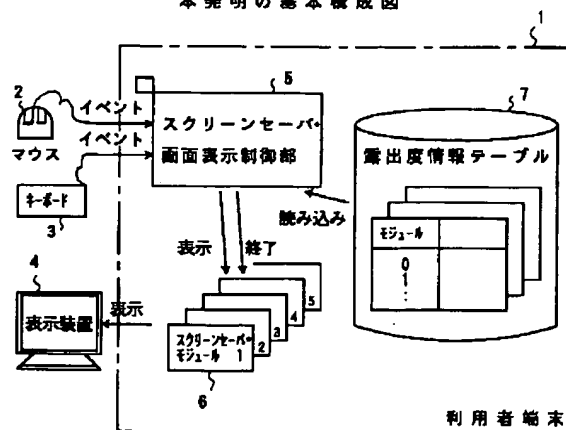 本発明の基本構成図
1
2
イベント
イベント
マウス
キーボード
3
5
スクリーンセーバー
画面表示制御部
7
露出度情報テーブル
モジュール
0
1
読み込み
表示
終了
4
表示装置
表示
スクリーンセーバー
モジュール 1
2
3
4
5
6
利用者端末